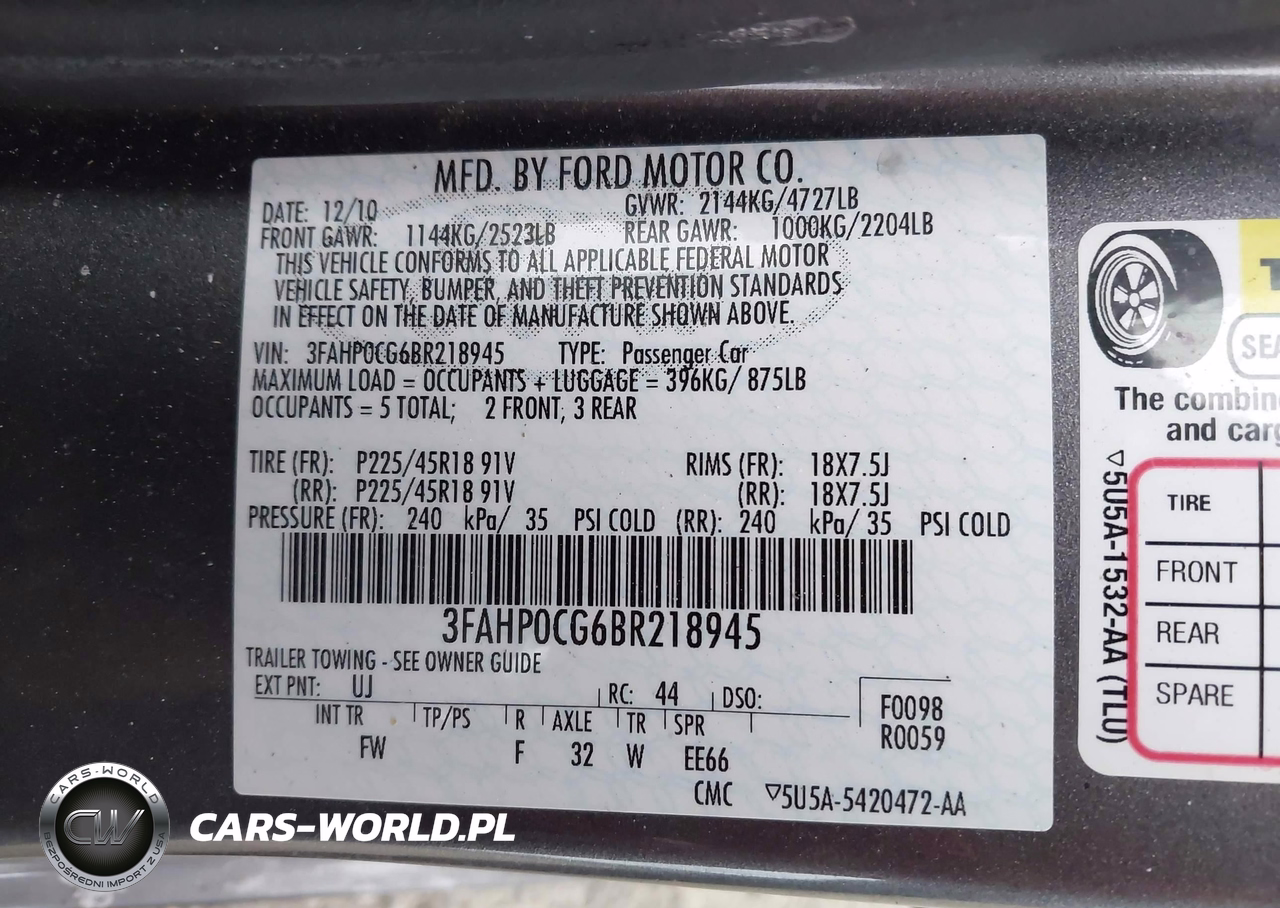 MFD. BY FORD MOTOR CO.
DATE: 12/10 GVWR: 2144KG/4727LB
FRONT GAWR: 1144KG/2523LB REAR GAWR: 1000KG/2204LB
THIS VEHICLE CONFORMS TO ALL APPLICABLE FEDERAL MOTOR
VEHICLE SAFETY, BUMPER, AND THEFT PREVENTION STANDARDS
IN EFFECT ON THE DATE OF MANUFACTURE SHOWN ABOVE.
VIN: 3FAHP0CG6BR218945 TYPE: Passenger Car
MAXIMUM LOAD = OCCUPANTS + LUGGAGE = 396KG/ 875LB
OCCUPANTS = 5 TOTAL; 2 FRONT, 3 REAR
TIRE (FR): P225/45R18 91V RIMS (FR): 18X7.5J
(RR): P225/45R18 91V (RR): 18X7.5J
PRESSURE (FR): 240 kPa/ 35 PSI COLD (RR): 240 kPa/ 35 PSI COLD
3FAHP0CG6BR218945
TRAILER TOWING - SEE OWNER GUIDE
EXT PNT: UJ RC: 44 DSO:
INT TR TP/PS R AXLE TR SPR
FW F 32 W EE66
F0098
R0059
CMC ▽5U5A-5420472-AA
The combin
and carg
TIRE
FRONT
REAR
SPARE
▽5U5A-1532-AA (TLU)
CARS-WORLD
CW
BEZPOŚREDNI IMPORT Z USA
CARS-WORLD.PL